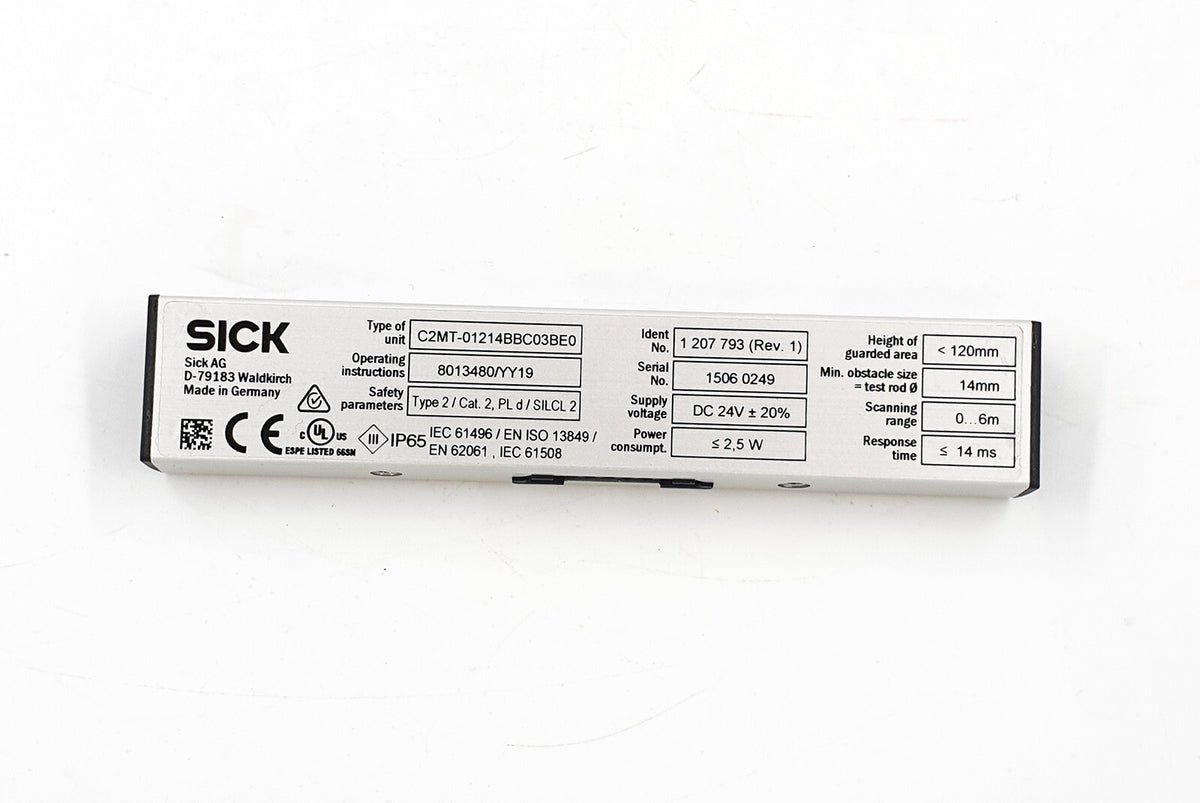 SICK
Sick AG
D-79183 Waldkirch
Made in Germany
CE
c UL US
ESPE LISTED 66SN
III
IP65
IEC 61496 / EN ISO 13849 /
EN 62061 , IEC 61508
Type of
unit
C2MT-01214BBC03BE0
Operating
instructions
8013480/YY19
Safety
parameters
Type 2 / Cat. 2, PL d / SILCL 2
Ident
No.
1 207 793 (Rev. 1)
Serial
No.
1506 0249
Supply
voltage
DC 24V ± 20%
Power
consumpt.
≤ 2,5 W
Height of
guarded area
< 120mm
Min. obstacle size
= test rod Ø
14mm
Scanning
range
0...6m
Response
time
≤ 14 ms